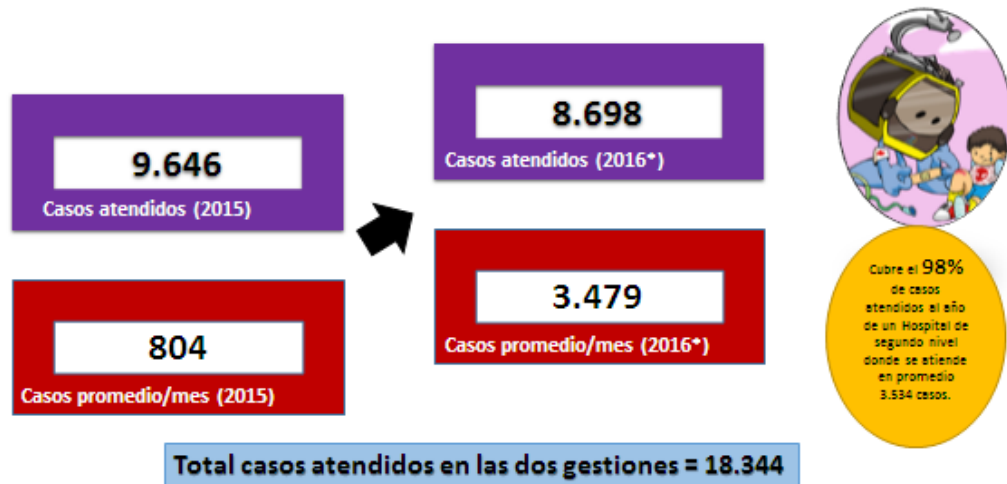 9.646
Casos atendidos (2015)
804
Casos promedio/mes (2015)
8.698
Casos atendidos (2016*)
3.479
Casos promedio/mes (2016*)
Cubre el 98%
de casos
atendidos al año
de un Hospital de
segundo nivel
donde se atiende
en promedio
3.534 casos.
Total casos atendidos en las dos gestiones = 18.344